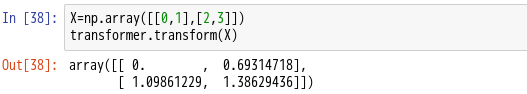 In [38]: X=np.array([[0,1],[2,3]])
transformer.transform(X)
Out[38]: array([[ 0.        ,  0.69314718],
[ 1.09861229,  1.38629436]])